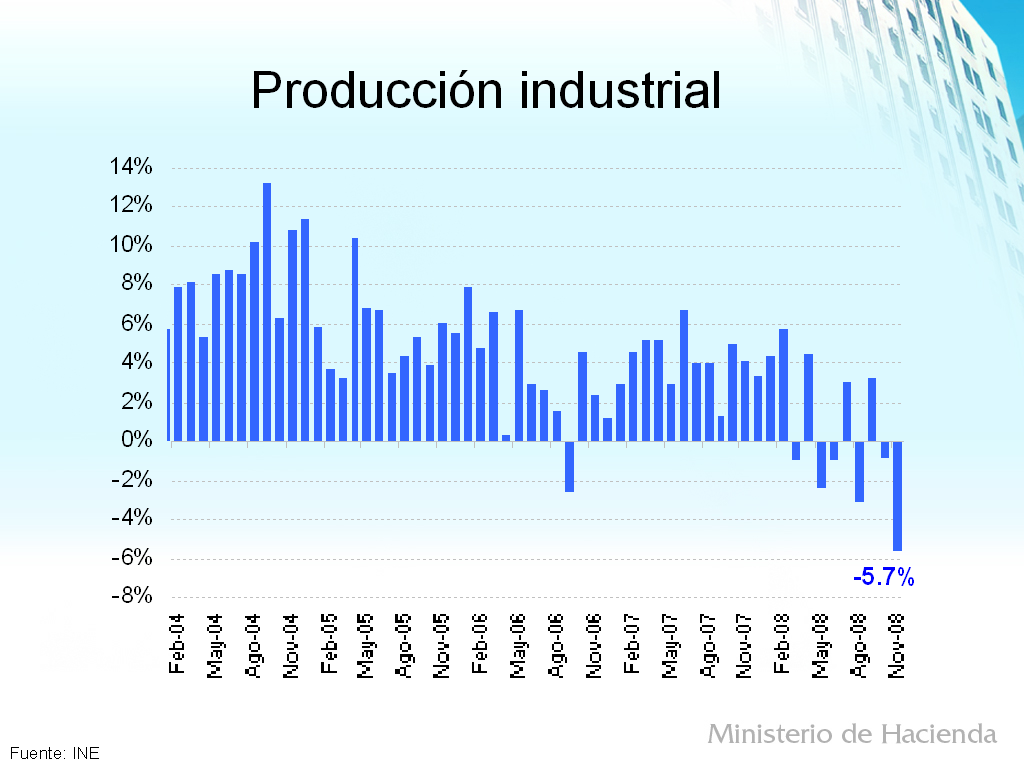 Producción industrial
14%
12%
10%
8%
6%
4%
2%
0%
-2%
-4%
-6%
-8%
-5.7%
Feb-04
May-04
Ago-04
Nov-04
Feb-05
May-05
Ago-05
Nov-05
Feb-06
May-06
Ago-06
Nov-06
Feb-07
May-07
Ago-07
Nov-07
Feb-08
May-08
Ago-08
Nov-08
Ministerio de Hacienda
Fuente: INE